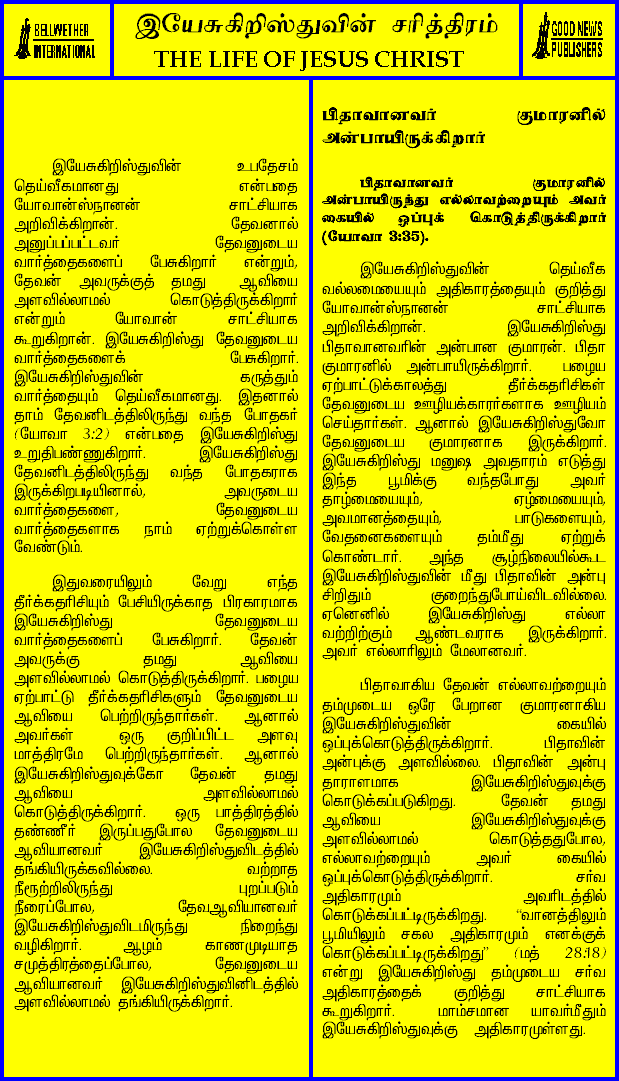 BELLWETHER
INTERNATIONAL
இயேசுகிறிஸ்துவின் சரித்திரம்
THE LIFE OF JESUS CHRIST
GOOD NEWS
PUBLISHERS
இயேசுகிறிஸ்துவின் உபதேசம்
தெய்வீகமானது என்பதை
யோவான்ஸ்நானன் சாட்சியாக
அறிவிக்கிறான். தேவனால்
அனுப்பப்பட்டவர் தேவனுடைய
வார்த்தைகளைப் பேசுகிறார் என்றும்,
தேவன் அவருக்குத் தமது ஆவியை
அளவில்லாமல் கொடுத்திருக்கிறார்
என்றும் யோவான் சாட்சியாக
கூறுகிறான். இயேசுகிறிஸ்து தேவனுடைய
வார்த்தைகளைக் பேசுகிறார்.
இயேசுகிறிஸ்துவின் கருத்தும்
வார்த்தையும் தெய்வீகமானது. இதனால்
தாம் தேவனிடத்திலிருந்து வந்த போதகர்
(யோவா 3:2) என்பதை இயேசுகிறிஸ்து
உறுதிபண்ணுகிறார். இயேசுகிறிஸ்து
தேவனிடத்திலிருந்து வந்த போதகராக
இருக்கிறபடியினால், அவருடைய
வார்த்தைகளை, தேவனுடைய
வார்த்தைகளாக நாம் ஏற்றுக்கொள்ள
வேண்டும்.
இதுவரையிலும் வேறு எந்த
தீர்க்கதரிசியும் பேசியிருக்காத பிரகாரமாக
இயேசுகிறிஸ்து தேவனுடைய
வார்த்தைகளைப் பேசுகிறார். தேவன்
அவருக்கு தமது ஆவியை
அளவில்லாமல் கொடுத்திருக்கிறார். பழைய
ஏற்பாட்டு தீர்க்கதரிசிகளும் தேவனுடைய
ஆவியை பெற்றிருந்தார்கள். ஆனால்
அவர்கள் ஒரு குறிப்பிட்ட அளவு
மாத்திரமே பெற்றிருந்தார்கள். ஆனால்
இயேசுகிறிஸ்துவுக்கோ தேவன் தமது
ஆவியை அளவில்லாமல்
கொடுத்திருக்கிறார். ஒரு பாத்திரத்தில்
தண்ணீர் இருப்பதுபோல தேவனுடைய
ஆவியானவர் இயேசுகிறிஸ்துவிடத்தில்
தங்கியிருக்கவில்லை. வற்றாத
நீரூற்றிலிருந்து புறப்படும்
நீரைப்போல, தேவஆவியானவர்
இயேசுகிறிஸ்துவிடமிருந்து நிறைந்து
வழிகிறார். ஆழம் காணமுடியாத
சமுத்திரத்தைப்போல, தேவனுடைய
ஆவியானவர் இயேசுகிறிஸ்துவினிடத்தில்
அளவில்லாமல் தங்கியிருக்கிறார்.
பிதாவானவர் குமாரனில்
அன்பாயிருக்கிறார்
பிதாவானவர் குமாரனில்
அன்பாயிருந்து எல்லாவற்றையும் அவர்
கையில் ஒப்புக் கொடுத்திருக்கிறார்
(யோவா 3:35).
இயேசுகிறிஸ்துவின் தெய்வீக
வல்லமையையும் அதிகாரத்தையும் குறித்து
யோவான்ஸ்நானன் சாட்சியாக
அறிவிக்கிறான். இயேசுகிறிஸ்து
பிதாவானவரின் அன்பான குமாரன். பிதா
குமாரனில் அன்பாயிருக்கிறார். பழைய
ஏற்பாட்டுக்காலத்து தீர்க்கதரிசிகள்
தேவனுடைய ஊழியக்காரர்களாக ஊழியம்
செய்தார்கள். ஆனால் இயேசுகிறிஸ்துவோ
தேவனுடைய குமாரனாக இருக்கிறார்.
இயேசுகிறிஸ்து மனுஷ அவதாரம் எடுத்து
இந்த பூமிக்கு வந்தபோது அவர்
தாழ்மையையும், ஏழ்மையையும்,
அவமானத்தையும், பாடுகளையும்,
வேதனைகளையும் தம்மீது ஏற்றுக்
கொண்டார். அந்த சூழ்நிலையில்கூட
இயேசுகிறிஸ்துவின் மீது பிதாவின் அன்பு
சிறிதும் குறைந்துபோய்விடவில்லை.
ஏனெனில் இயேசுகிறிஸ்து எல்லா
வற்றிற்கும் ஆண்டவராக இருக்கிறார்.
அவர் எல்லாரிலும் மேலானவர்.
பிதாவாகிய தேவன் எல்லாவற்றையும்
தம்முடைய ஒரே பேறான குமாரனாகிய
இயேசுகிறிஸ்துவின் கையில்
ஒப்புக்கொடுத்திருக்கிறார். பிதாவின்
அன்புக்கு அளவில்லை. பிதாவின் அன்பு
தாராளமாக இயேசுகிறிஸ்துவுக்கு
கொடுக்கப்படுகிறது. தேவன் தமது
ஆவியை இயேசுகிறிஸ்துவுக்கு
அளவில்லாமல் கொடுத்ததுபோல,
எல்லாவற்றையும் அவர் கையில்
ஒப்புக்கொடுத்திருக்கிறார். சர்வ
அதிகாரமும் அவரிடத்தில்
கொடுக்கப்பட்டிருக்கிறது. "வானத்திலும்
பூமியிலும் சகல அதிகாரமும் எனக்குக்
கொடுக்கப்பட்டிருக்கிறது" (மத் 28:18)
என்று இயேசுகிறிஸ்து தம்முடைய சர்வ
அதிகாரத்தைக் குறித்து சாட்சியாக
கூறுகிறார். மாம்சமான யாவர்மீதும்
இயேசுகிறிஸ்துவுக்கு அதிகாரமுள்ளது.